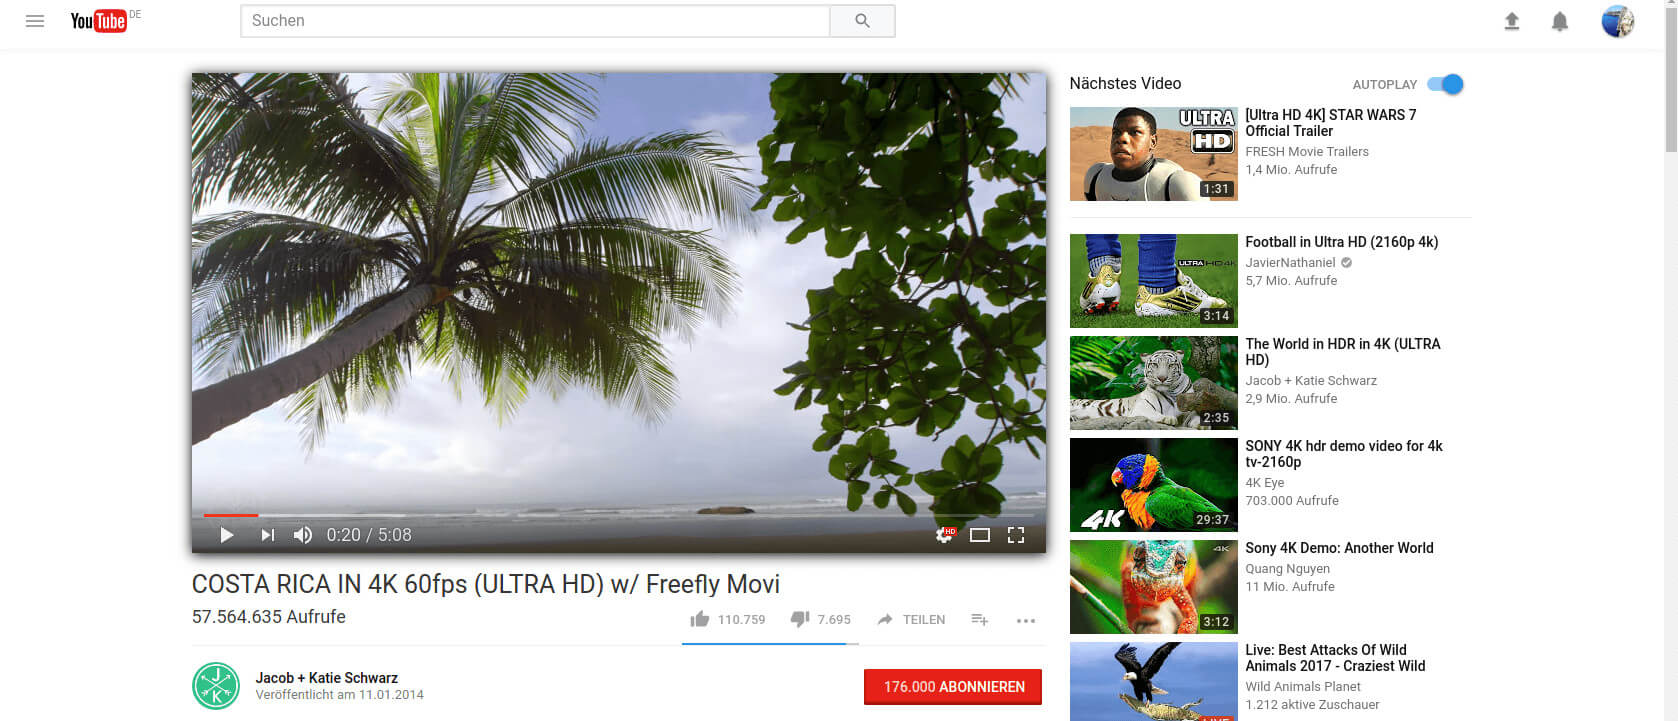 YouTube DE
Suchen
0:20 / 5:08
HD
COSTA RICA IN 4K 60fps (ULTRA HD) w/ Freefly Movi
57.564.635 Aufrufe
110.759
7.695
TEILEN
J K
Jacob + Katie Schwarz
Veröffentlicht am 11.01.2014
176.000 ABONNIEREN
Nächstes Video
AUTOPLAY
ULTRA
HD
1:31
[Ultra HD 4K] STAR WARS 7
Official Trailer
FRESH Movie Trailers
1,4 Mio. Aufrufe
ULTRA HD 4K
3:14
Football in Ultra HD (2160p 4k)
JavierNathaniel
5,7 Mio. Aufrufe
2:35
The World in HDR in 4K (ULTRA
HD)
Jacob + Katie Schwarz
2,9 Mio. Aufrufe
4K
29:37
SONY 4K hdr demo video for 4k
tv-2160p
4K Eye
703.000 Aufrufe
4K
3:12
Sony 4K Demo: Another World
Quang Nguyen
11 Mio. Aufrufe
LIVE
Live: Best Attacks Of Wild
Animals 2017 - Craziest Wild
Wild Animals Planet
1.212 aktive Zuschauer